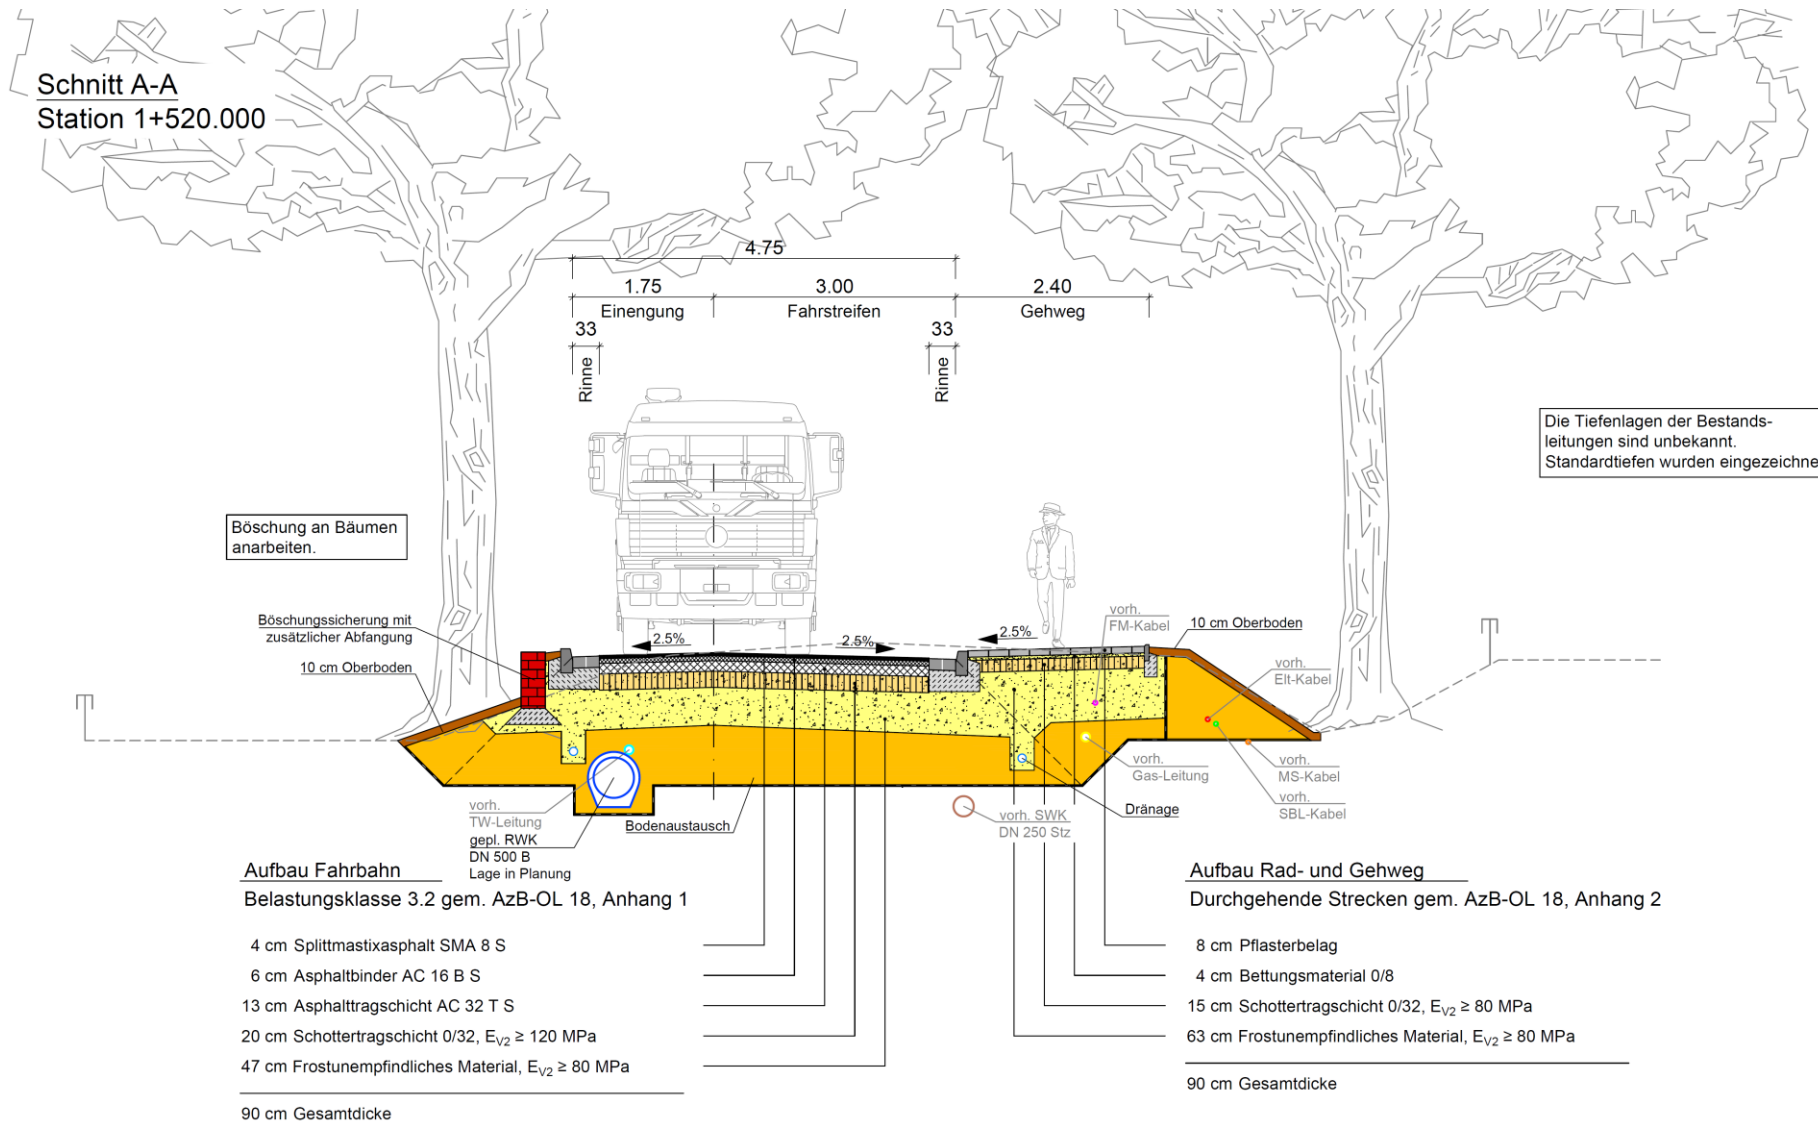 Schnitt A-A
Station 1+520.000
4.75
1.75
3.00
2.40
Einengung
Fahrstreifen
Gehweg
33
33
Rinne
Rinne
Die Tiefenlagen der Bestands-
leitungen sind unbekannt.
Standardtiefen wurden eingezeichne
Böschung an Bäumen
anarbeiten.
Böschungssicherung mit
zusätzlicher Abfangung
10 cm Oberboden
2.5%
2.5%
2.5%
vorh.
FM-Kabel
10 cm Oberboden
vorh.
Elt-Kabel
vorh.
Gas-Leitung
vorh.
MS-Kabel
vorh.
SBL-Kabel
vorh.
TW-Leitung
gepl. RWK
DN 500 B
Lage in Planung
Bodenaustausch
vorh. SWK
DN 250 Stz
Dränage
Aufbau Fahrbahn
Belastungsklasse 3.2 gem. AzB-OL 18, Anhang 1
4 cm Splittmastixasphalt SMA 8 S
6 cm Asphaltbinder AC 16 B S
13 cm Asphalttragschicht AC 32 T S
20 cm Schottertragschicht 0/32, EV2 ≥ 120 MPa
47 cm Frostunempfindliches Material, EV2 ≥ 80 MPa
90 cm Gesamtdicke
Aufbau Rad- und Gehweg
Durchgehende Strecken gem. AzB-OL 18, Anhang 2
8 cm Pflasterbelag
4 cm Bettungsmaterial 0/8
15 cm Schottertragschicht 0/32, EV2 ≥ 80 MPa
63 cm Frostunempfindliches Material, EV2 ≥ 80 MPa
90 cm Gesamtdicke